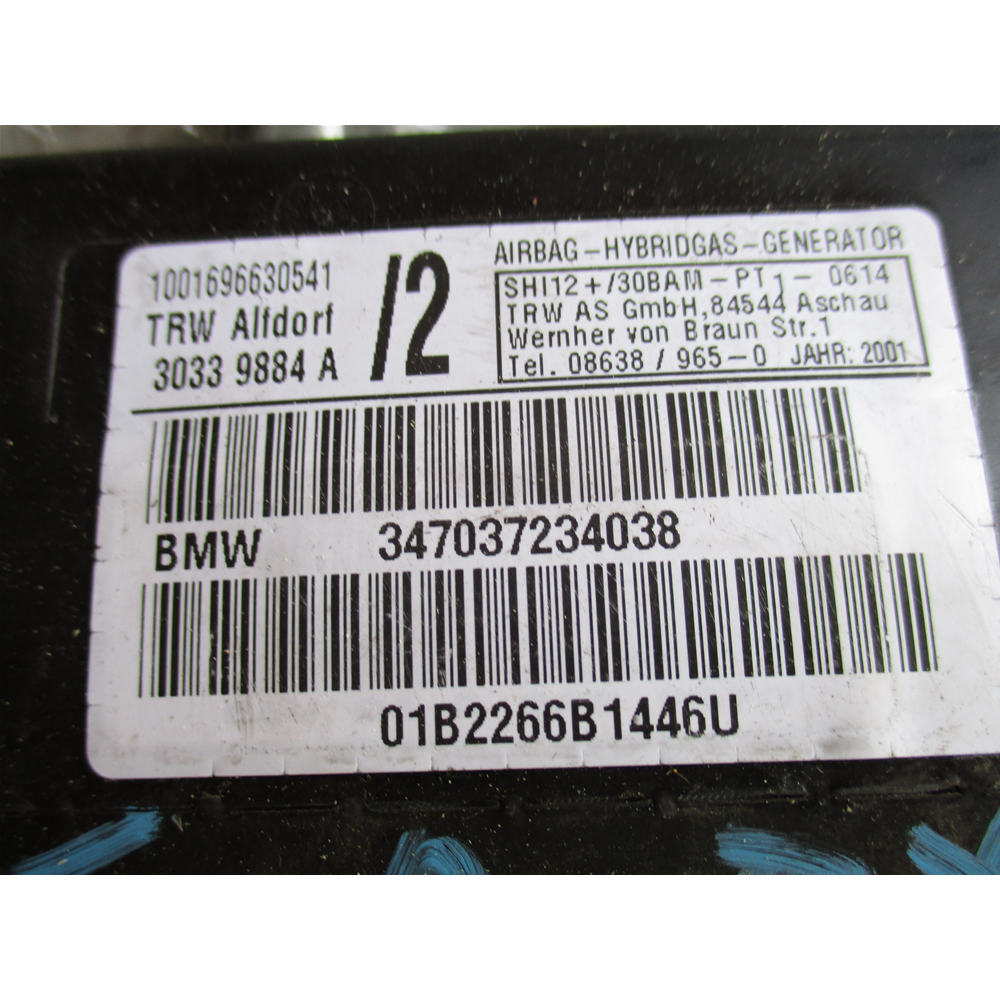 1001696630541
TRW Alfdorf
3033 9884 A
/2
AIRBAG-HYBRIDGAS-GENERATOR
SHI12+/30BAM-PT1-0614
TRW AS GmbH,84544 Aschau
Wernher von Braun Str.1
Tel. 08638 / 965-0 JAHR: 2001
BMW 347037234038
01B2266B1446U